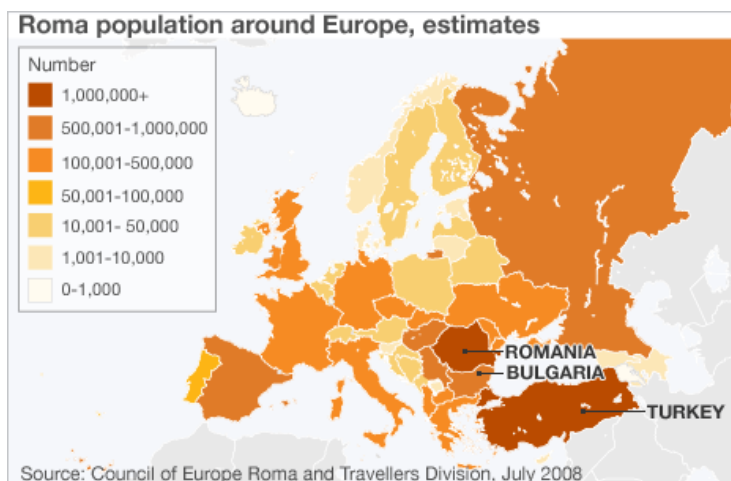 Roma population around Europe, estimates
Number
1,000,000+
500,001-1,000,000
100,001-500,000
50,001-100,000
10,001- 50,000
1,001-10,000
0-1,000
ROMANIA
BULGARIA
TURKEY
Source: Council of Europe Roma and Travellers Division, July 2008